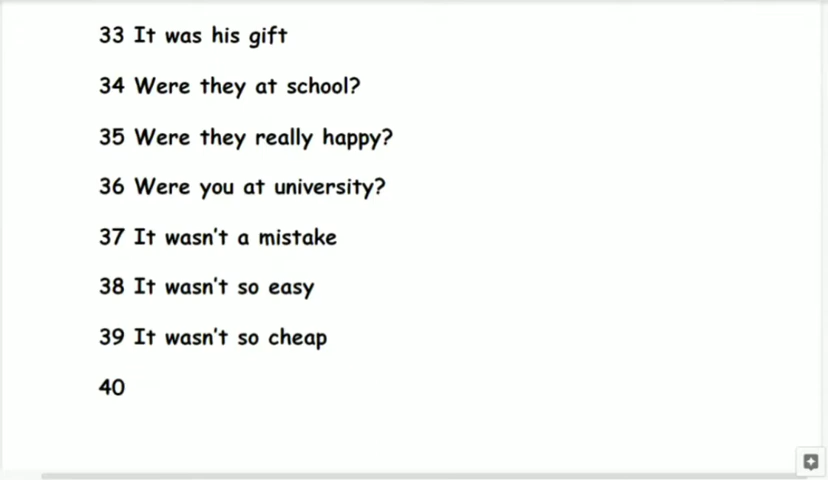 33 It was his gift
34 Were they at school?
35 Were they really happy?
36 Were you at university?
37 It wasn't a mistake
38 It wasn't so easy
39 It wasn't so cheap
40